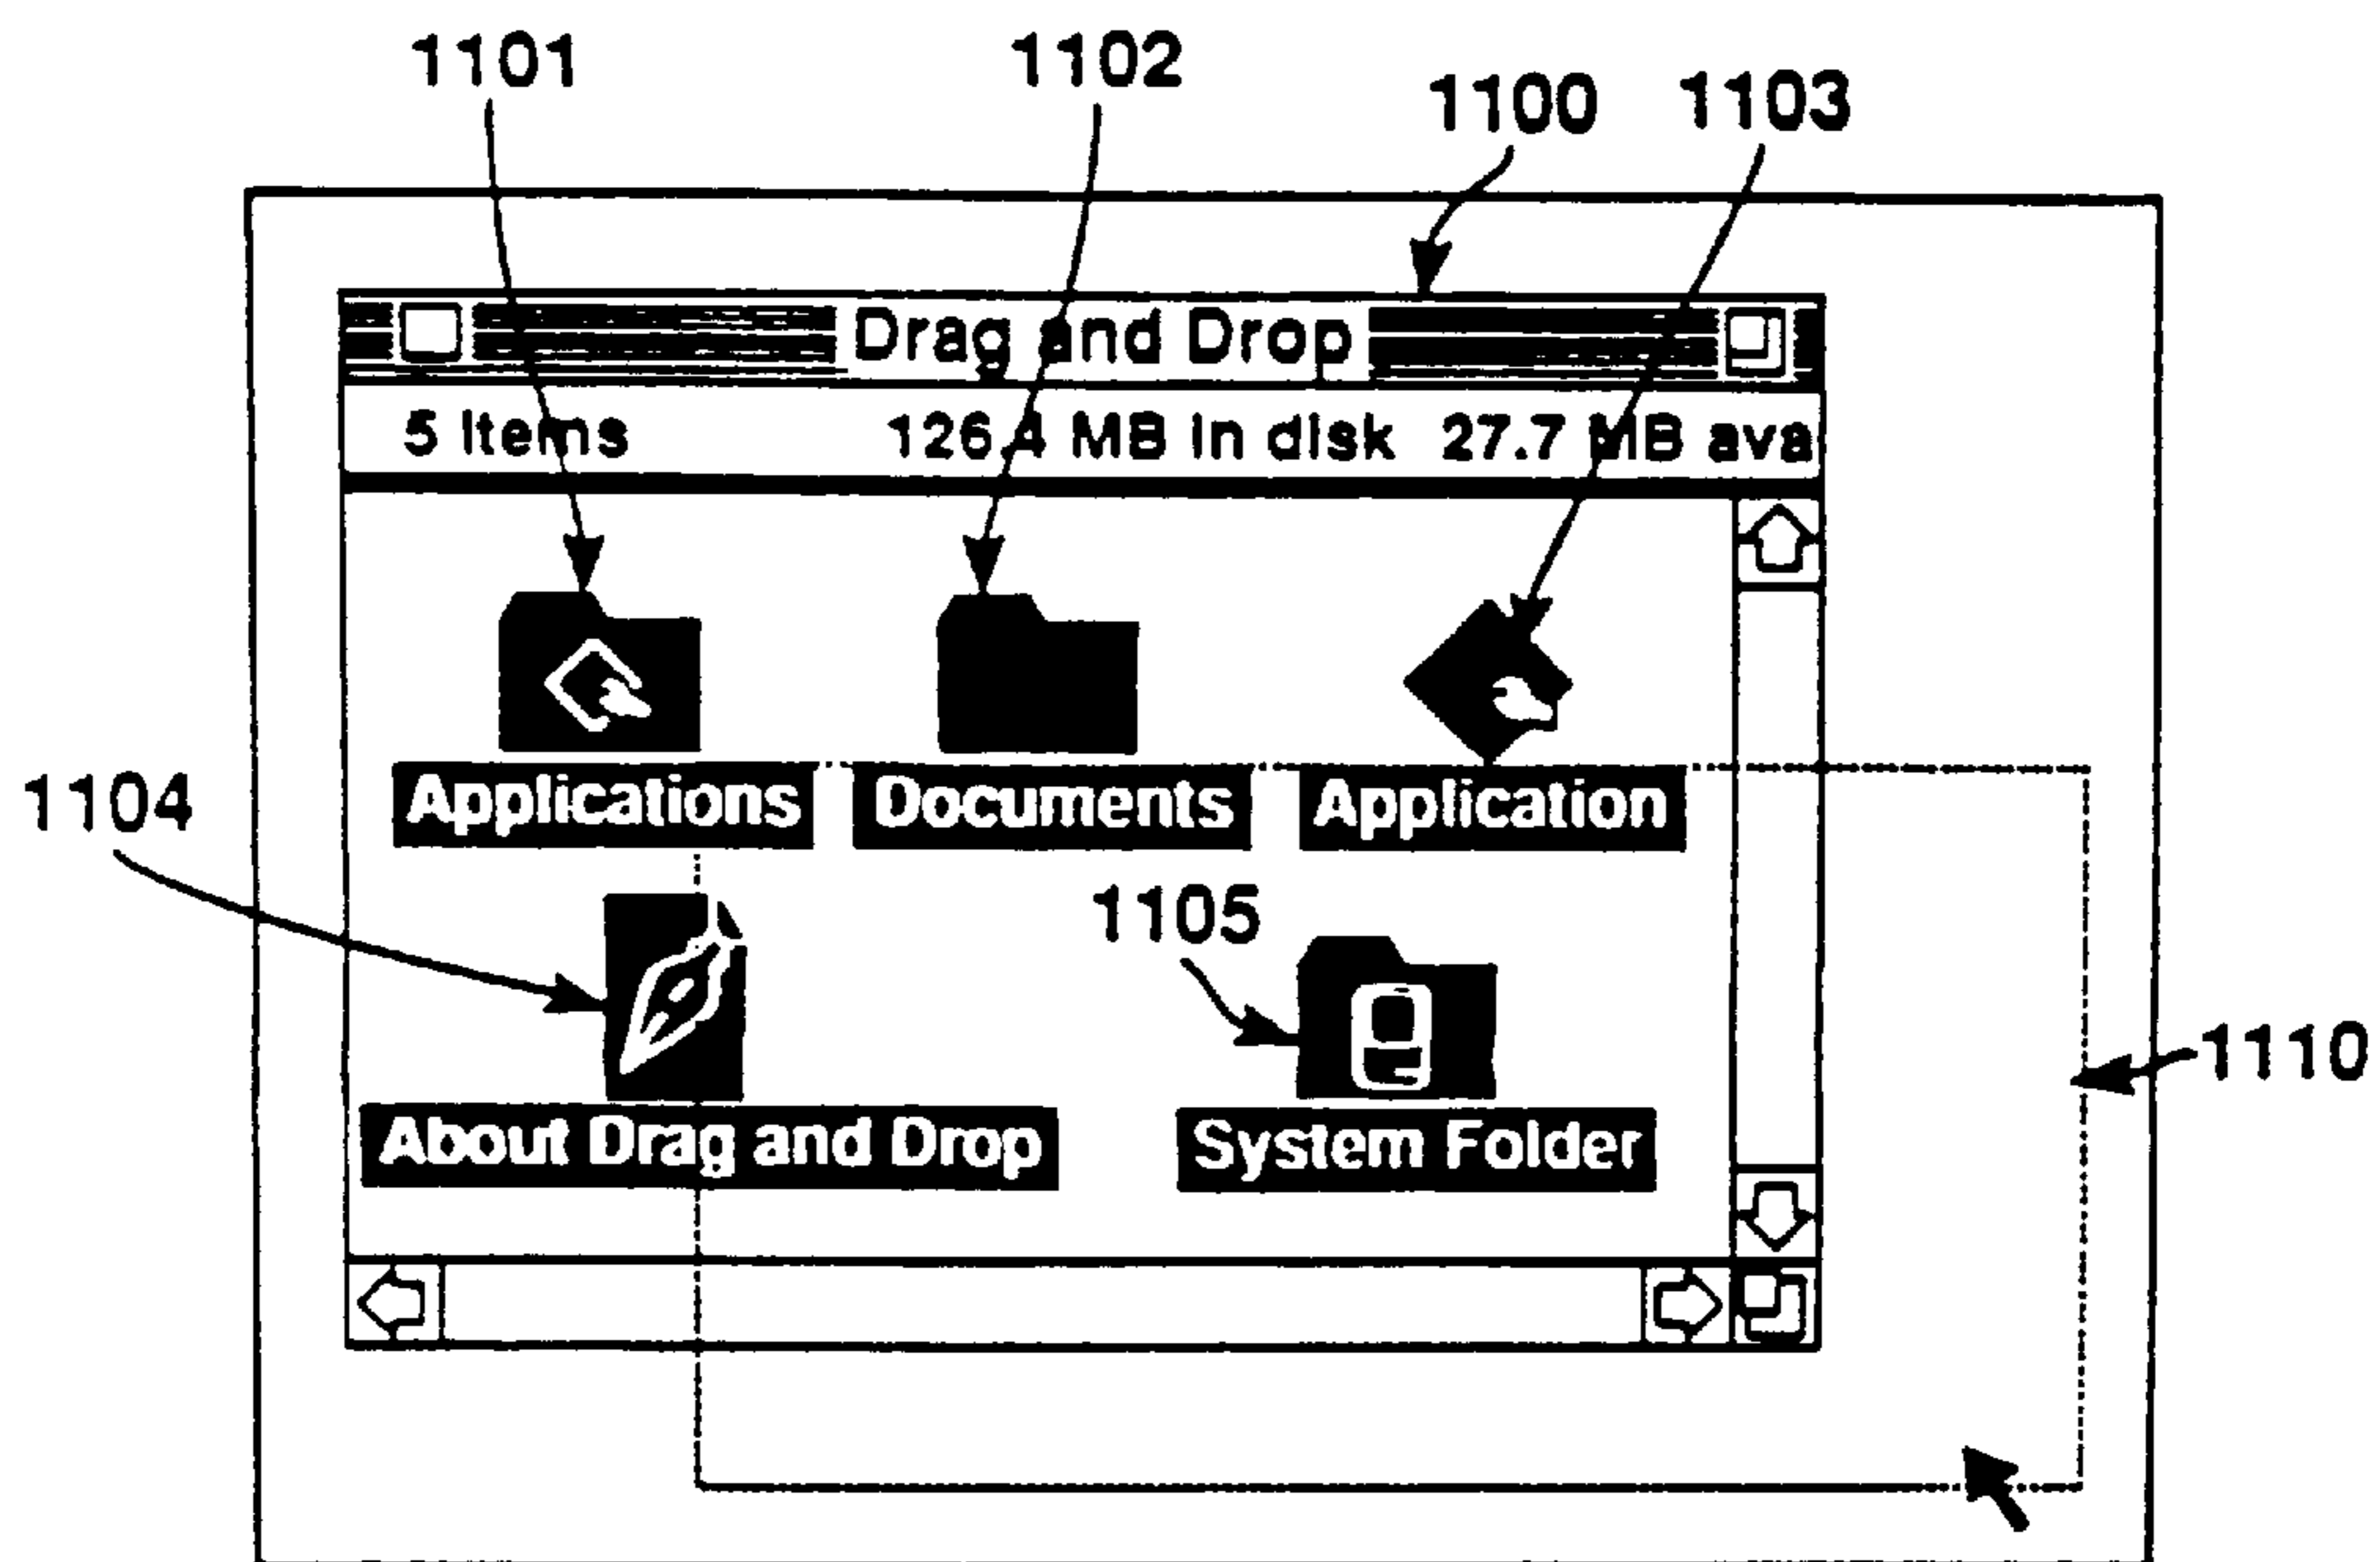 1101
1102
1100
1103
Drag and Drop
5 items 126.4 MB in disk 27.7 MB ava
Applications
Documents
Application
1104
1105
About Drag and Drop
System Folder
1110